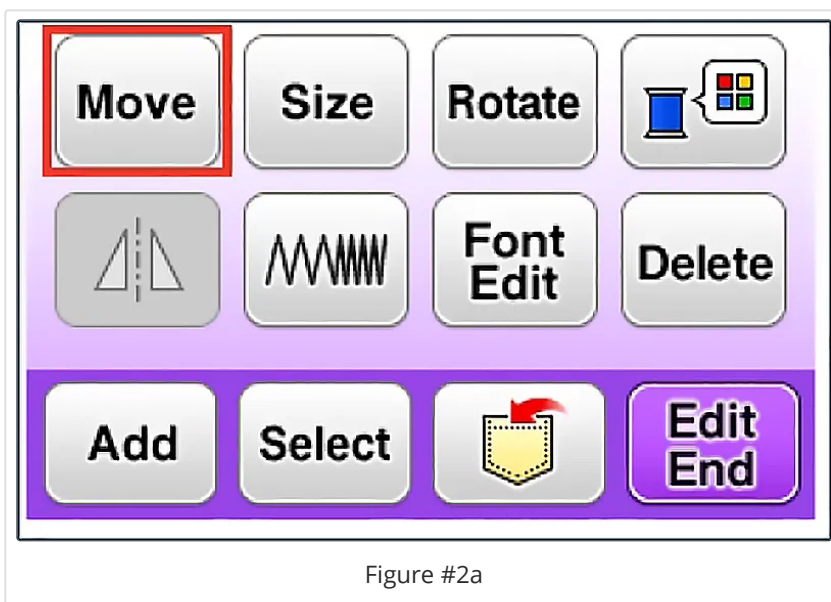 Move
Size
Rotate
Font
Edit
Delete
Add
Select
Edit
End
Figure #2a